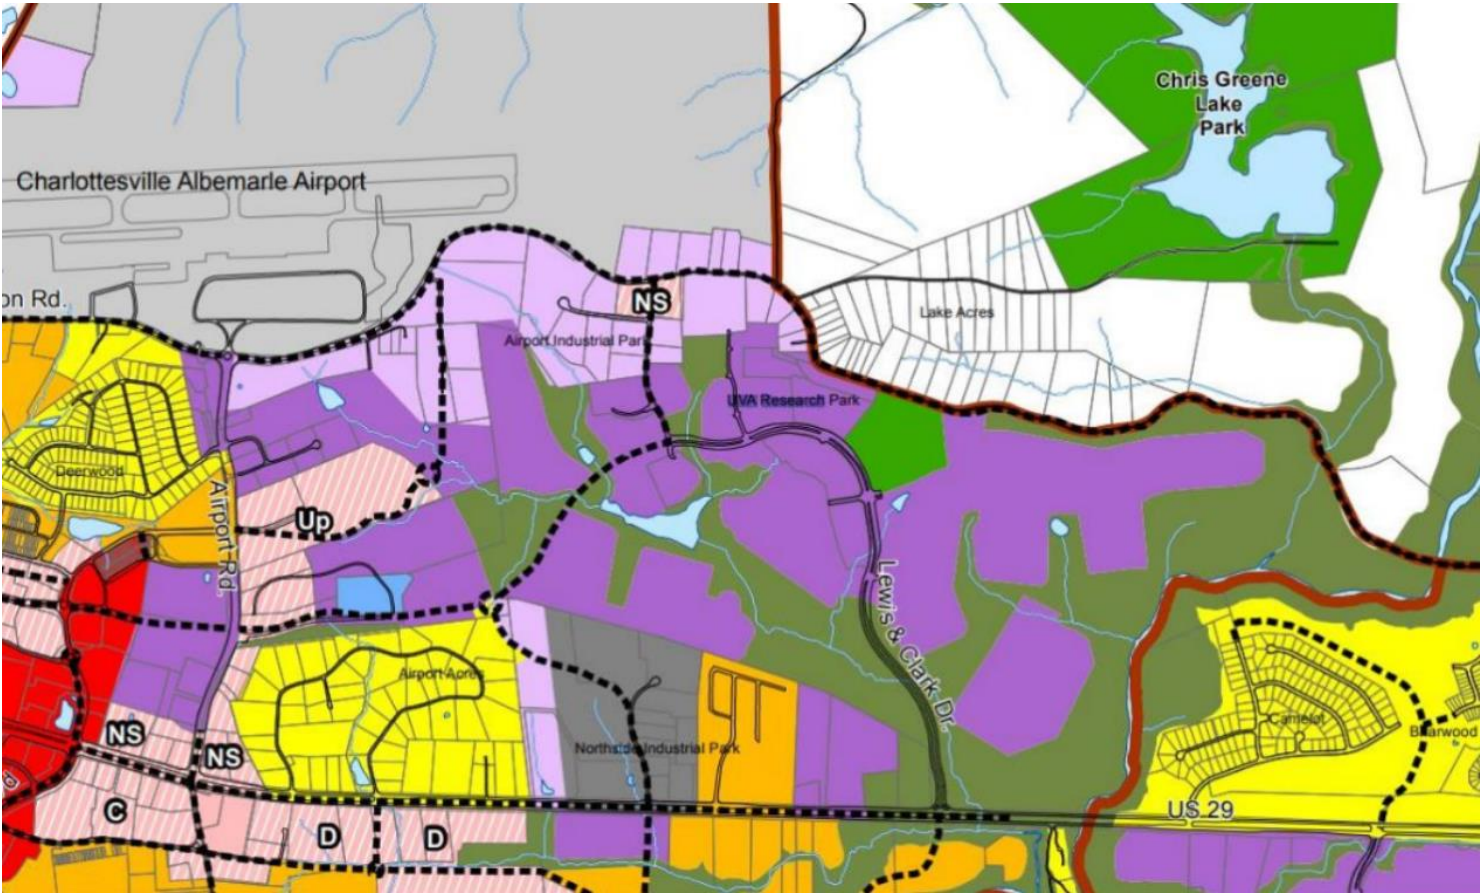 Chris Greene
Lake
Park
Charlottesville Albemarle Airport
on Rd.
NS
Lake Acres
Airport Industrial Park
UVA Research Park
Deerwood
Airport Rd.
Up
Lewis & Clark Dr.
Airport Acres
Camelot
Briarwood
NS
NS
Northside Industrial Park
C
D
D
US 29